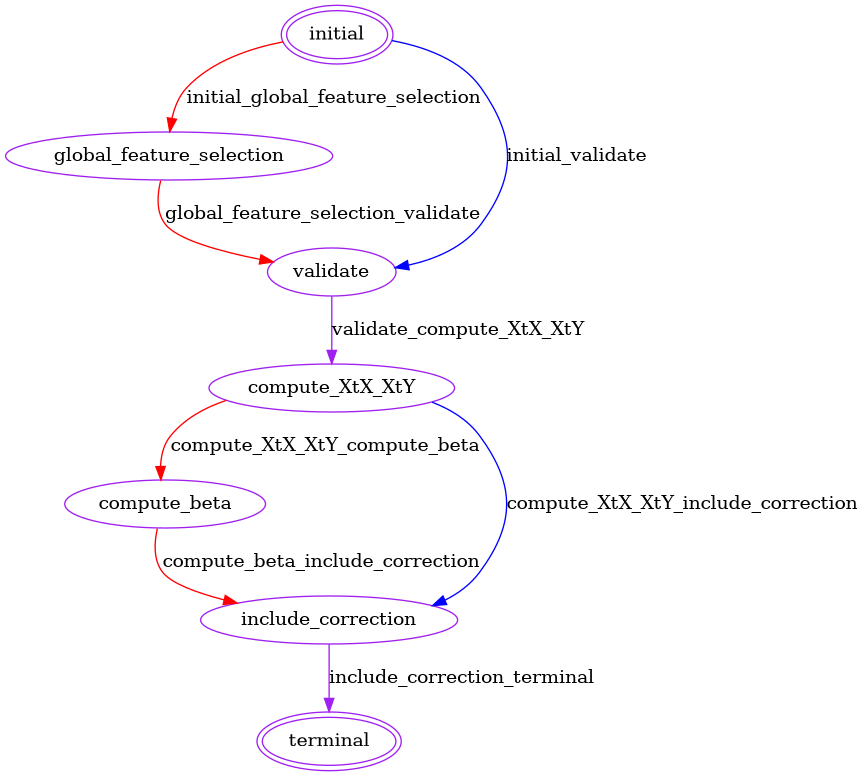 initial
initial_global_feature_selection
global_feature_selection
initial_validate
global_feature_selection_validate
validate
validate_compute_XtX_XtY
compute_XtX_XtY
compute_XtX_XtY_compute_beta
compute_beta
compute_XtX_XtY_include_correction
compute_beta_include_correction
include_correction
include_correction_terminal
terminal